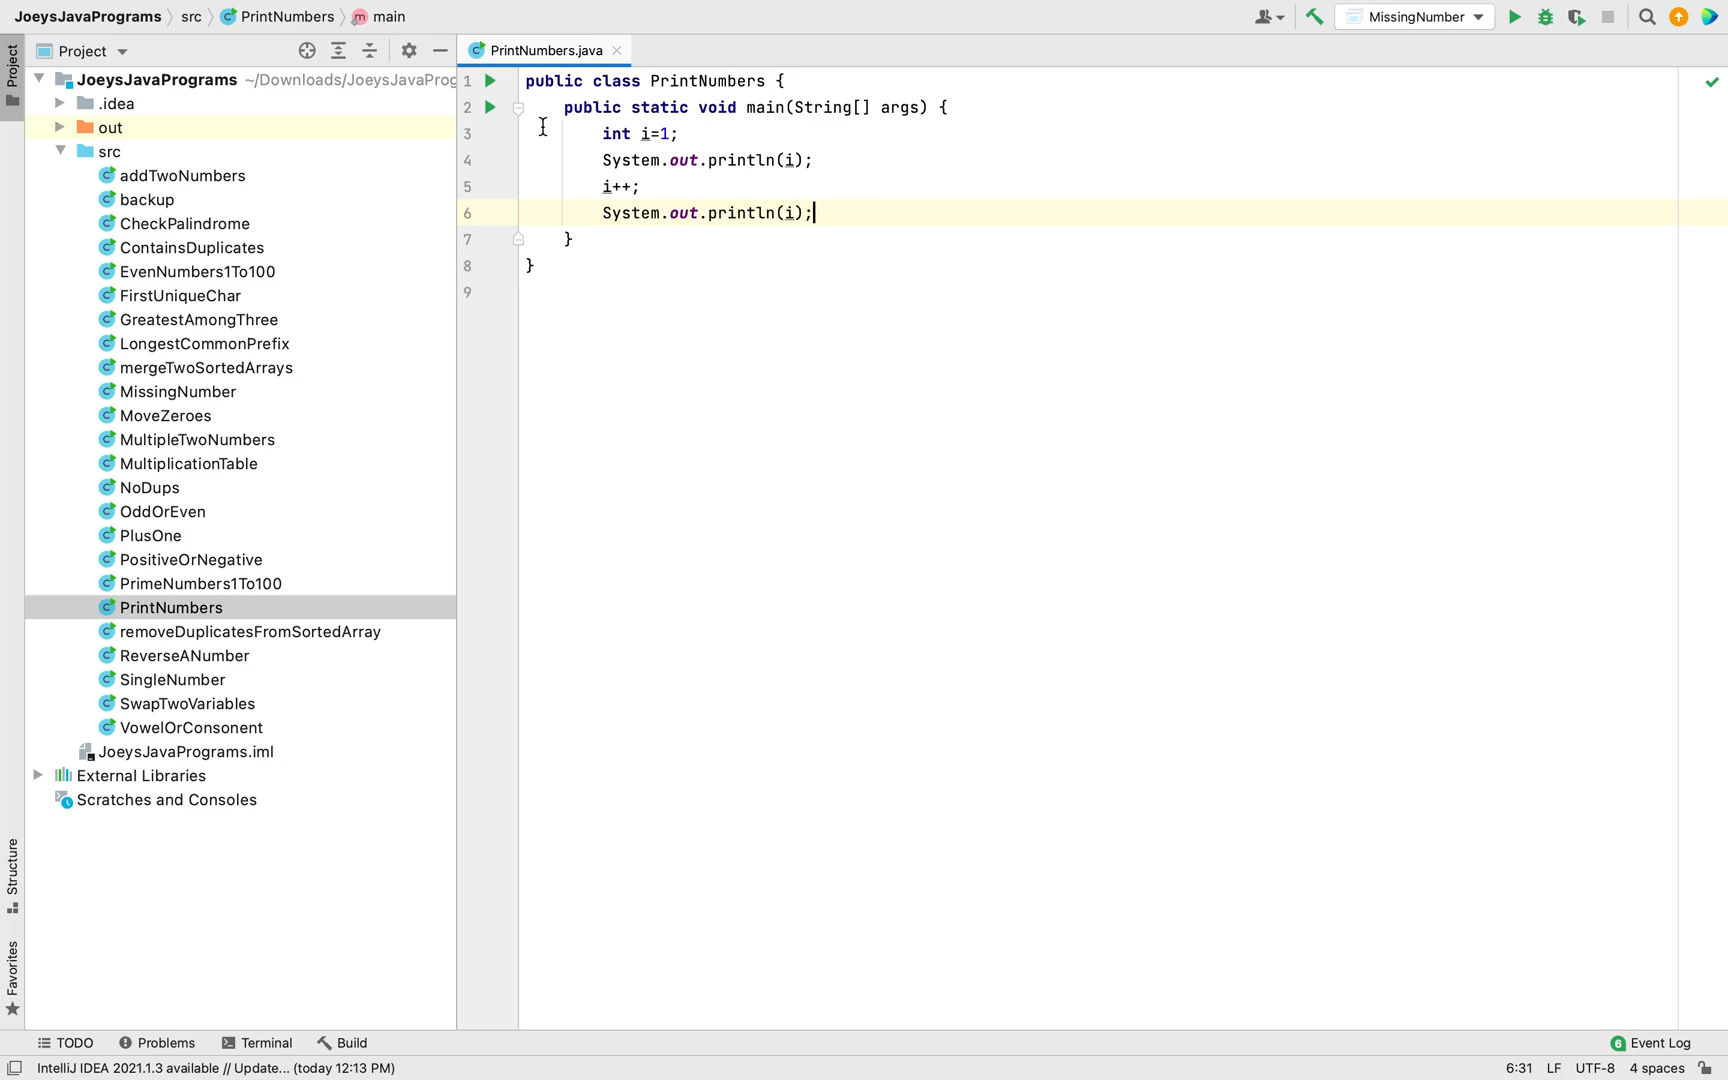 JoeysJavaPrograms src PrintNumbers main
MissingNumber
Project
Project
PrintNumbers.java
JoeysJavaPrograms ~/Downloads/JoeysJavaProg
.idea
out
src
addTwoNumbers
backup
CheckPalindrome
ContainsDuplicates
EvenNumbers1To100
FirstUniqueChar
GreatestAmongThree
LongestCommonPrefix
mergeTwoSortedArrays
MissingNumber
MoveZeroes
MultipleTwoNumbers
MultiplicationTable
NoDups
OddOrEven
PlusOne
PositiveOrNegative
PrimeNumbers1To100
PrintNumbers
removeDuplicatesFromSortedArray
ReverseANumber
SingleNumber
SwapTwoVariables
VowelOrConsonent
JoeysJavaPrograms.iml
External Libraries
Scratches and Consoles
1 public class PrintNumbers {
2 public static void main(String[] args) {
3 int i=1;
4 System.out.println(i);
5 i++;
6 System.out.println(i);
7 }
8 }
9
Structure
Favorites
TODO Problems Terminal Build
6 Event Log
IntelliJ IDEA 2021.1.3 available // Update... (today 12:13 PM)
6:31 LF UTF-8 4 spaces